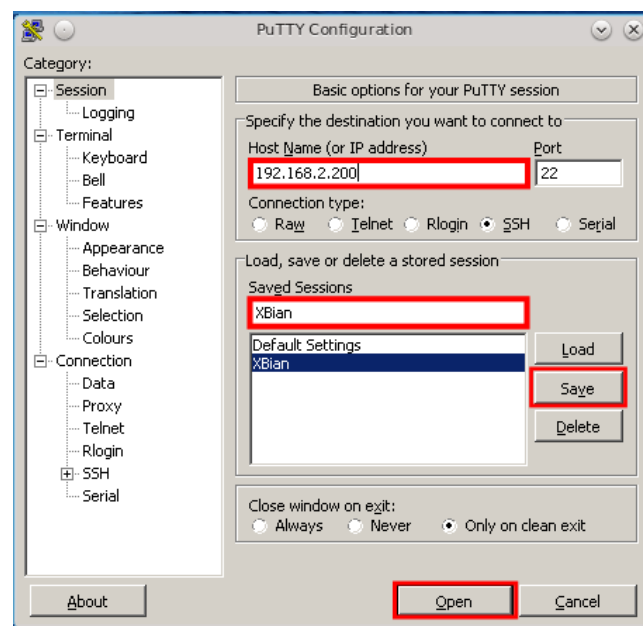 PuTTY Configuration
Category:
Session
Logging
Terminal
Keyboard
Bell
Features
Window
Appearance
Behaviour
Translation
Selection
Colours
Connection
Data
Proxy
Telnet
Rlogin
SSH
Serial
Basic options for your PuTTY session
Specify the destination you want to connect to
Host Name (or IP address) Port
192.168.2.200 22
Connection type:
Raw Telnet Rlogin SSH Serial
Load, save or delete a stored session
Saved Sessions
XBian
Default Settings
XBian
Load
Save
Delete
Close window on exit:
Always Never Only on clean exit
About Open Cancel